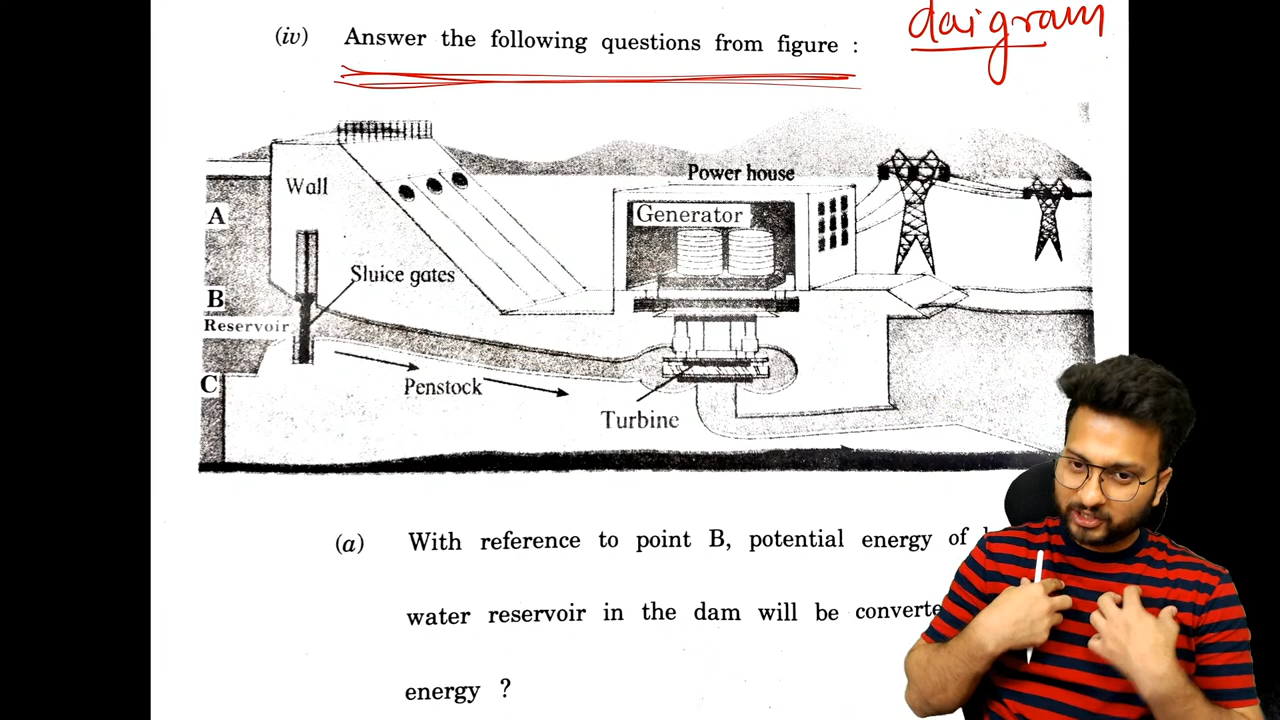 daigram
(iv) Answer the following questions from figure :
Wall
Power house
A
Generator
Sluice gates
B
Reservoir
C
Penstock
Turbine
(a) With reference to point B, potential energy of
water reservoir in the dam will be converte
energy ?